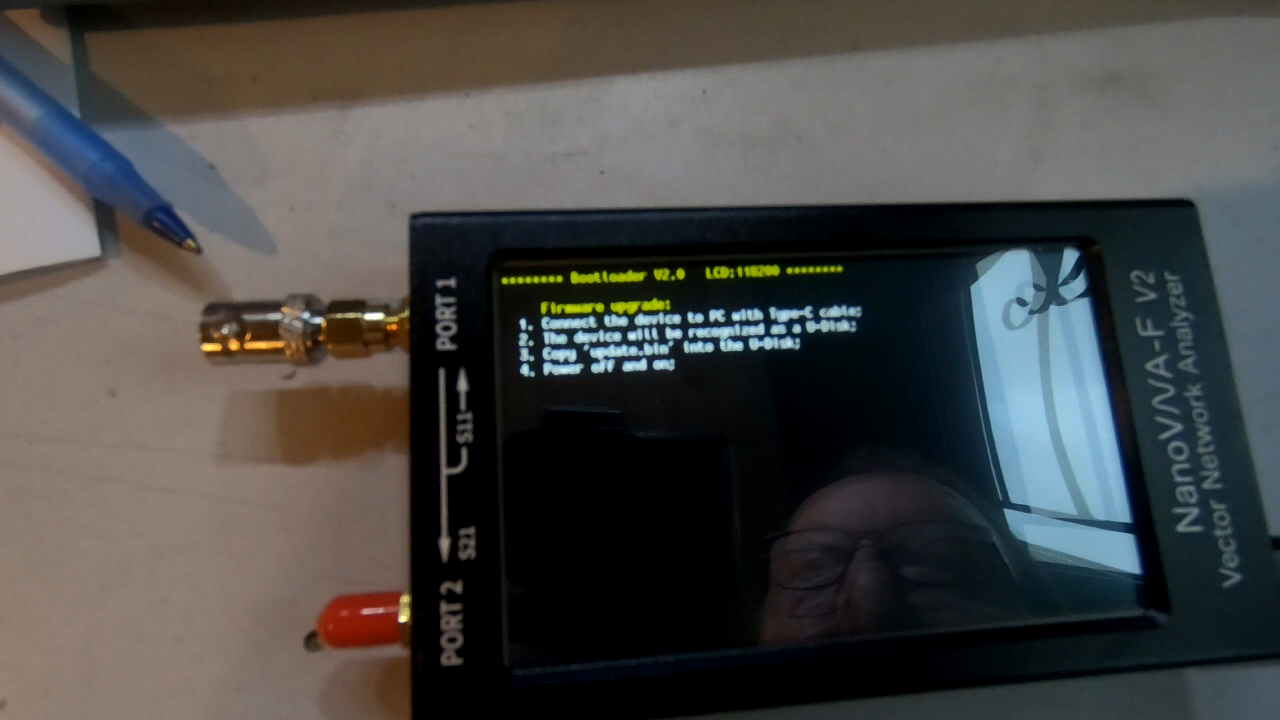 ******** Bootloader V2.0 LCD:118200 ********
Firmware upgrade:
1. Connect the device to PC with Type-C cable;
2. The device will be recognized as a U-Disk;
3. Copy 'update.bin' into the U-Disk;
4. Power off and on;
PORT 1
S11
S21
PORT 2
NanoVNA-F V2
Vector Network Analyzer